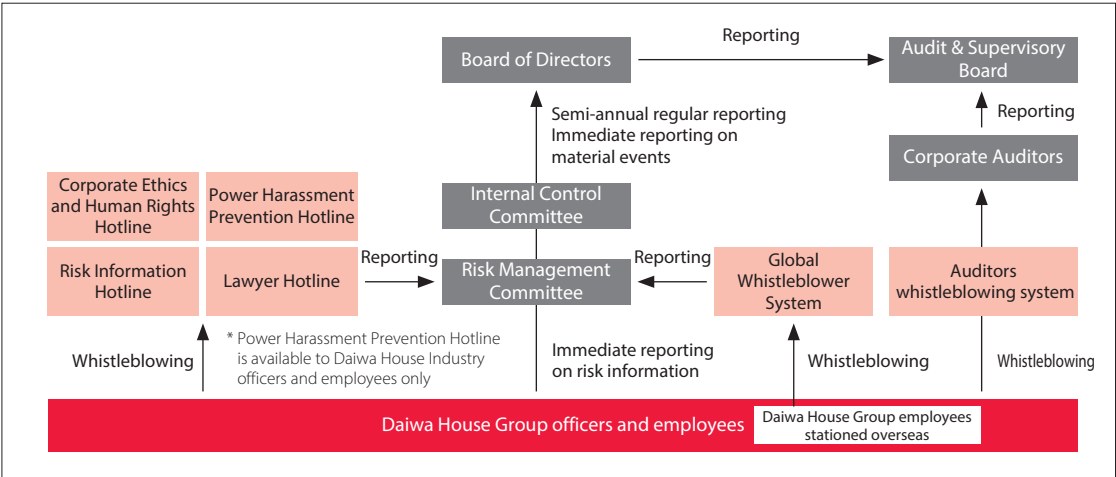 Reporting
Board of Directors
Audit & Supervisory
Board
Semi-annual regular reporting
Immediate reporting on
material events
Reporting
Corporate Auditors
Corporate Ethics
and Human Rights
Hotline
Power Harassment
Prevention Hotline
Internal Control
Committee
Risk Information
Hotline
Lawyer Hotline
Reporting
Risk Management
Committee
Reporting
Global
Whistleblower
System
Auditors
whistleblowing system
Whistleblowing
* Power Harassment Prevention Hotline
is available to Daiwa House Industry
officers and employees only
Immediate reporting
on risk information
Whistleblowing
Whistleblowing
Daiwa House Group officers and employees
Daiwa House Group employees
stationed overseas